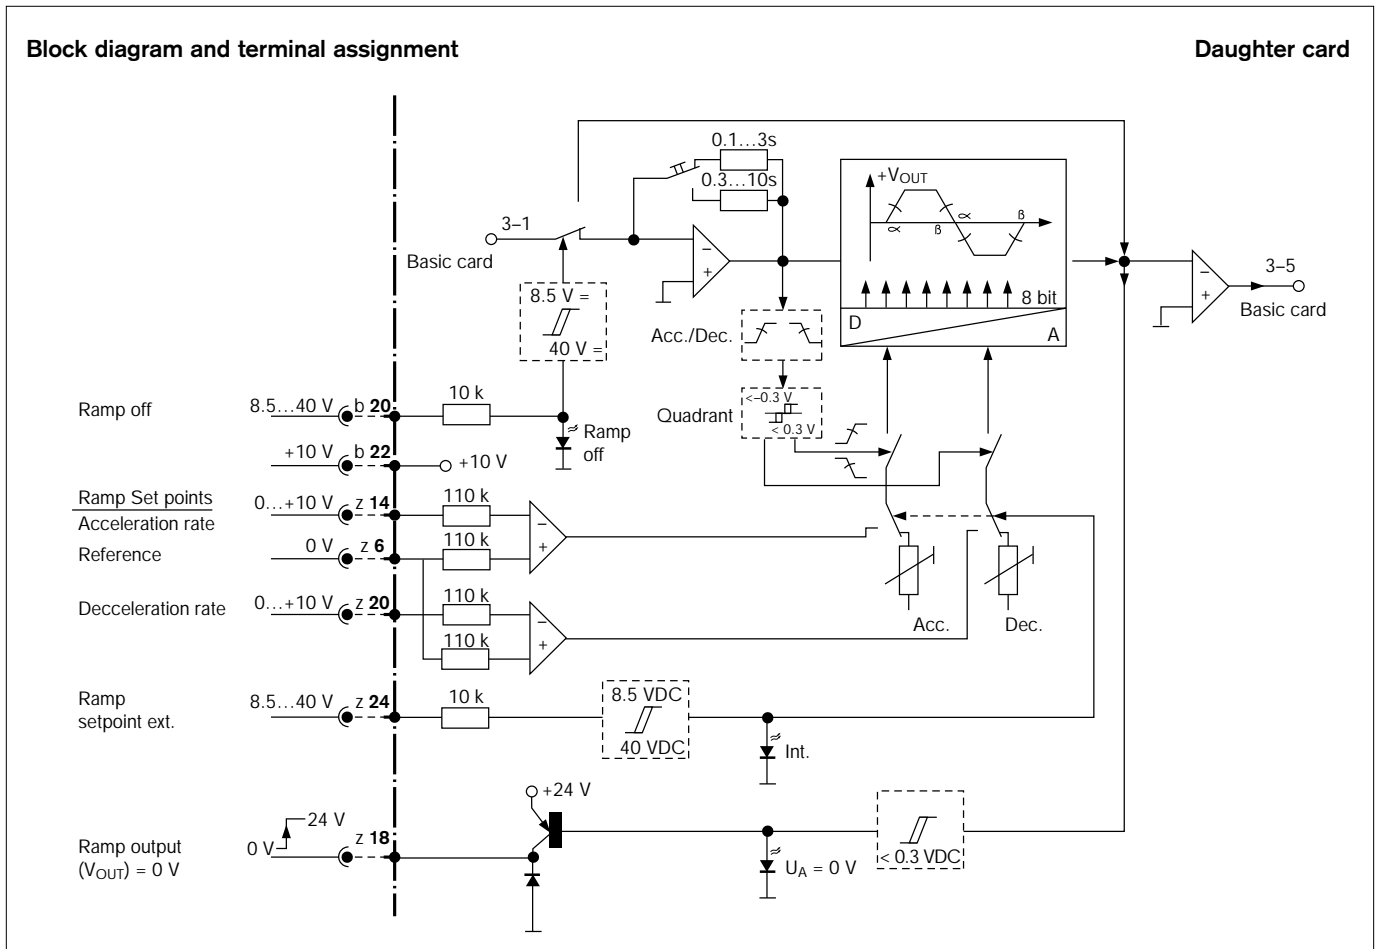 Block diagram and terminal assignment
Daughter card
0.1...3s
0.3...10s
+VOUT
α
β
α
β
8 bit
D
A
3–1
Basic card
3–5
Basic card
–
+
–
+
8.5 V =
40 V =
Acc./Dec.
Quadrant
<–0.3 V
< 0.3 V
Ramp off
8.5...40 V
b 20
10 k
Ramp
off
+10 V
b 22
+10 V
Ramp Set points
Acceleration rate
0...+10 V
z 14
110 k
–
+
Reference
0 V
z 6
110 k
Decceleration rate
0...+10 V
z 20
110 k
–
+
110 k
Acc.
Dec.
Ramp
setpoint ext.
8.5...40 V
z 24
10 k
8.5 VDC
40 VDC
Int.
+24 V
24 V
0 V
z 18
Ramp output
(VOUT) = 0 V
UA = 0 V
< 0.3 VDC